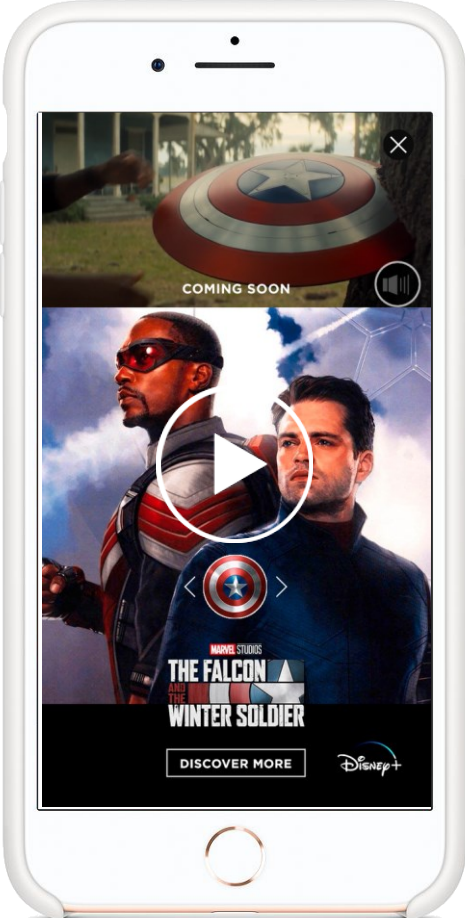 COMING SOON
MARVEL STUDIOS
THE FALCON
AND THE
WINTER SOLDIER
DISCOVER MORE
Disney+